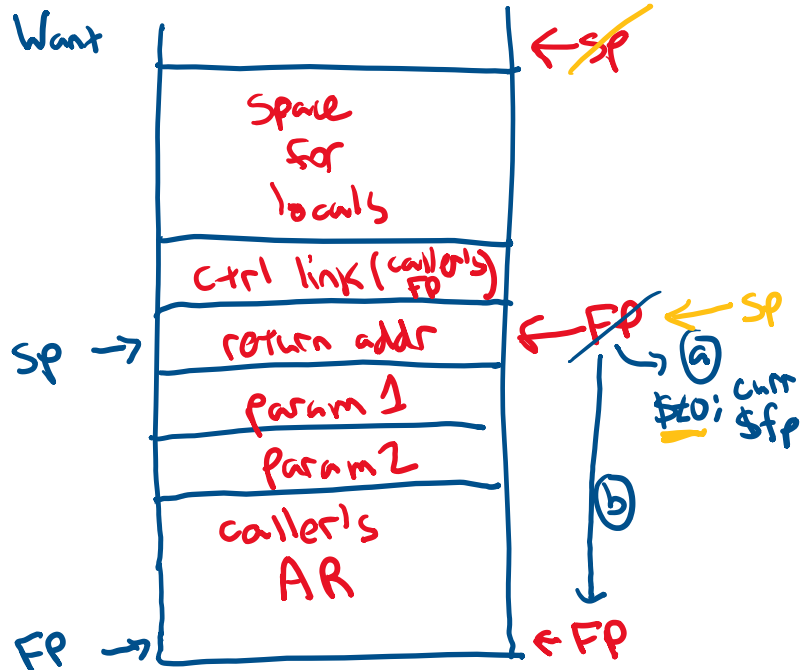 Want
SP
Space
for
locals
ctrl link (caller's
FP)
SP
return addr
FP
SP
a
$t0: curr
$fp
param 1
param 2
b
caller's
AR
FP
FP